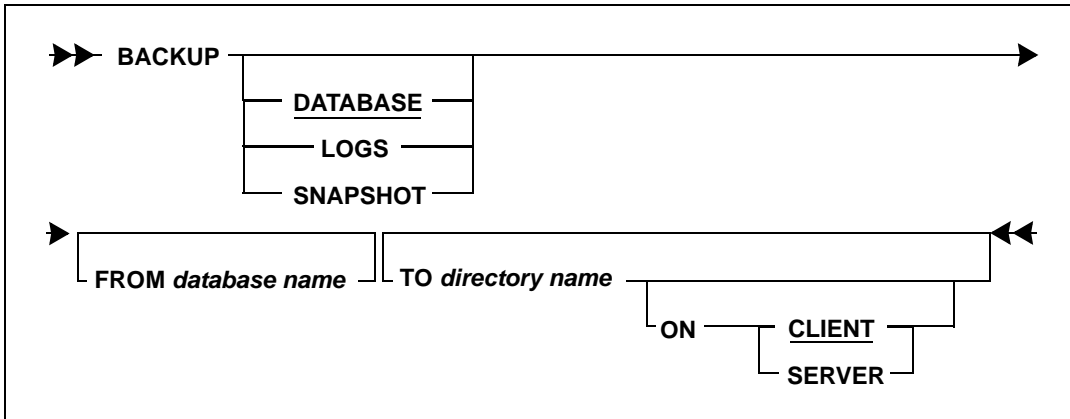 BACKUP
DATABASE
LOGS
SNAPSHOT
FROM database name
TO directory name
ON
CLIENT
SERVER